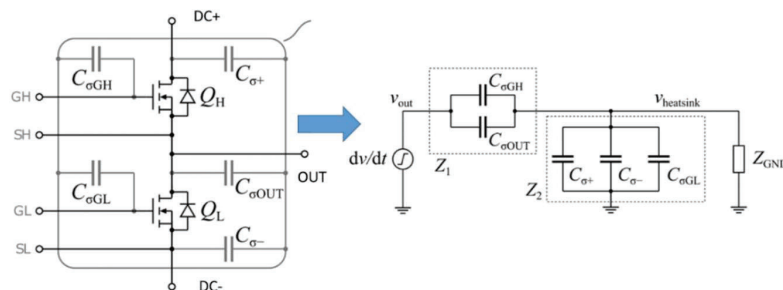 DC+
CσGH
Cσ+
GH
QH
SH
OUT
CσGL
CσOUT
GL
QL
SL
Cσ−
DC-
vout
CσGH
CσOUT
Z1
vheatsink
dv/dt
Cσ+
Cσ−
CσGL
Z2
ZGND